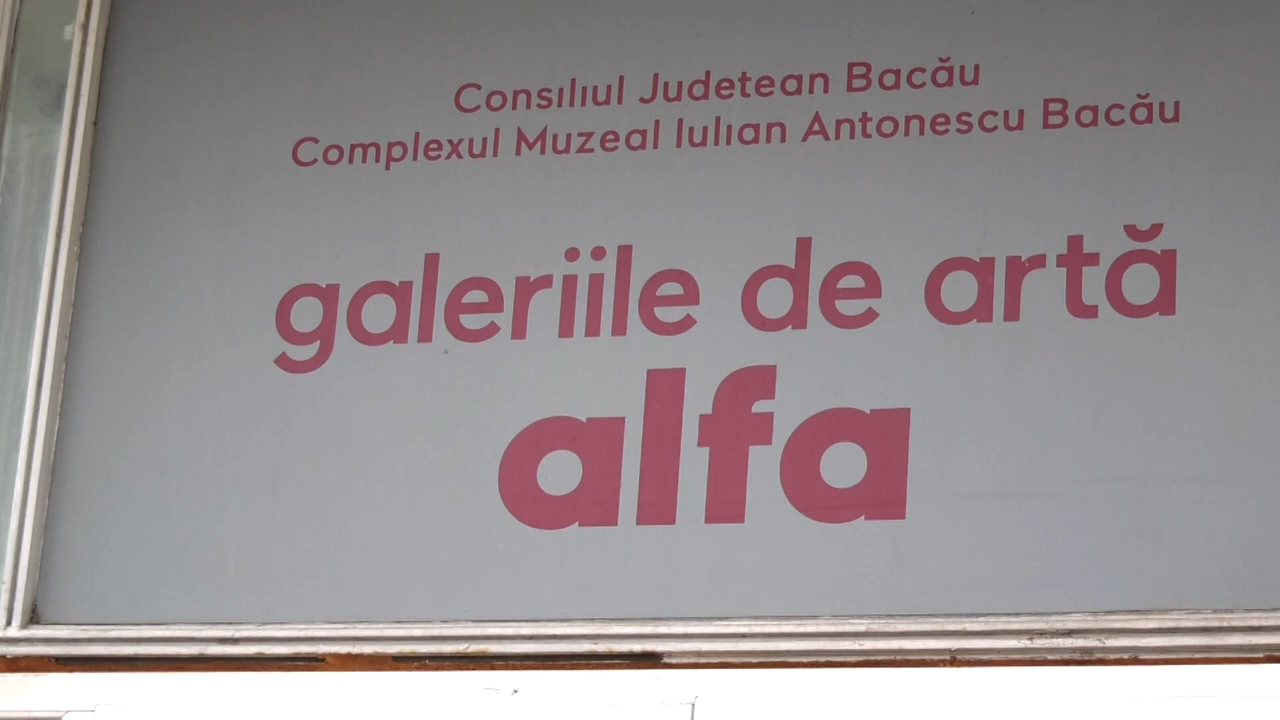 Consiliul Judetean Bacău
Complexul Muzeal Iulian Antonescu Bacău
galeriile de artă
alfa